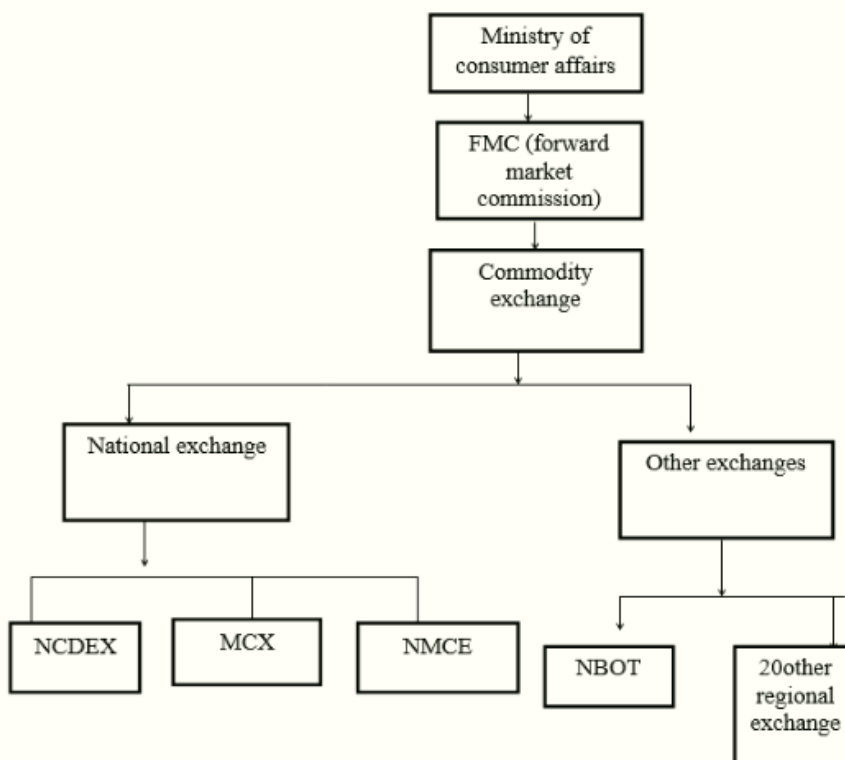 Ministry of
consumer affairs
FMC (forward
market
commission)
Commodity
exchange
National exchange
Other exchanges
NCDEX
MCX
NMCE
NBOT
20other
regional
exchange